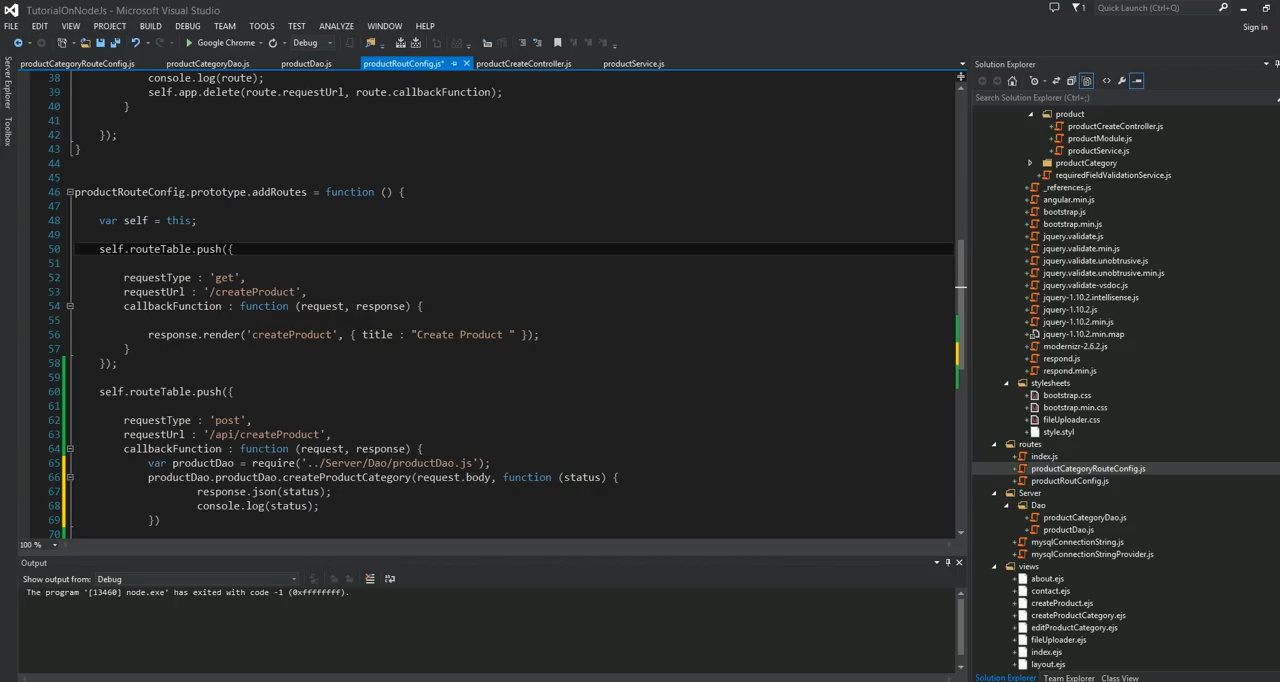 TutorialOnNodeJs - Microsoft Visual Studio
1
Quick Launch (Ctrl+Q)
FILE EDIT VIEW PROJECT BUILD DEBUG TEAM TOOLS TEST ANALYZE WINDOW HELP
Sign in
Google Chrome Debug
Server Explorer
Toolbox
productCategoryRouteConfig.js productCategoryDao.js productDao.js productRoutConfig.js* productCreateController.js productService.js
38 console.log(route);
39 self.app.delete(route.requestUrl, route.callbackFunction);
40 }
41
42 });
43 }
44
45
46 productRouteConfig.prototype.addRoutes = function () {
47
48 var self = this;
49
50 self.routeTable.push({
51
52 requestType : 'get',
53 requestUrl : '/createProduct',
54 callbackFunction : function (request, response) {
55
56 response.render('createProduct', { title : "Create Product " });
57 }
58 });
59
60 self.routeTable.push({
61
62 requestType : 'post',
63 requestUrl : '/api/createProduct',
64 callbackFunction : function (request, response) {
65 var productDao = require('../Server/Dao/productDao.js');
66 productDao.productDao.createProductCategory(request.body, function (status) {
67 response.json(status);
68 console.log(status);
69 })
70
100 %
Output
Show output from: Debug
The program '[13460] node.exe' has exited with code -1 (0xffffffff).
Solution Explorer
Search Solution Explorer (Ctrl+;)
product
productCreateController.js
productModule.js
productService.js
productCategory
requiredFieldValidationService.js
_references.js
angular.min.js
bootstrap.js
bootstrap.min.js
jquery.validate.js
jquery.validate.min.js
jquery.validate.unobtrusive.js
jquery.validate.unobtrusive.min.js
jquery.validate-vsdoc.js
jquery-1.10.2.intellisense.js
jquery-1.10.2.js
jquery-1.10.2.min.js
jquery-1.10.2.min.map
modernizr-2.6.2.js
respond.js
respond.min.js
stylesheets
bootstrap.css
bootstrap.min.css
fileUploader.css
style.styl
routes
index.js
productCategoryRouteConfig.js
productRoutConfig.js
Server
Dao
productCategoryDao.js
productDao.js
mysqlConnectionString.js
mysqlConnectionStringProvider.js
views
about.ejs
contact.ejs
createProduct.ejs
createProductCategory.ejs
editProductCategory.ejs
fileUploader.ejs
index.ejs
layout.ejs
Solution Explorer Team Explorer Class View